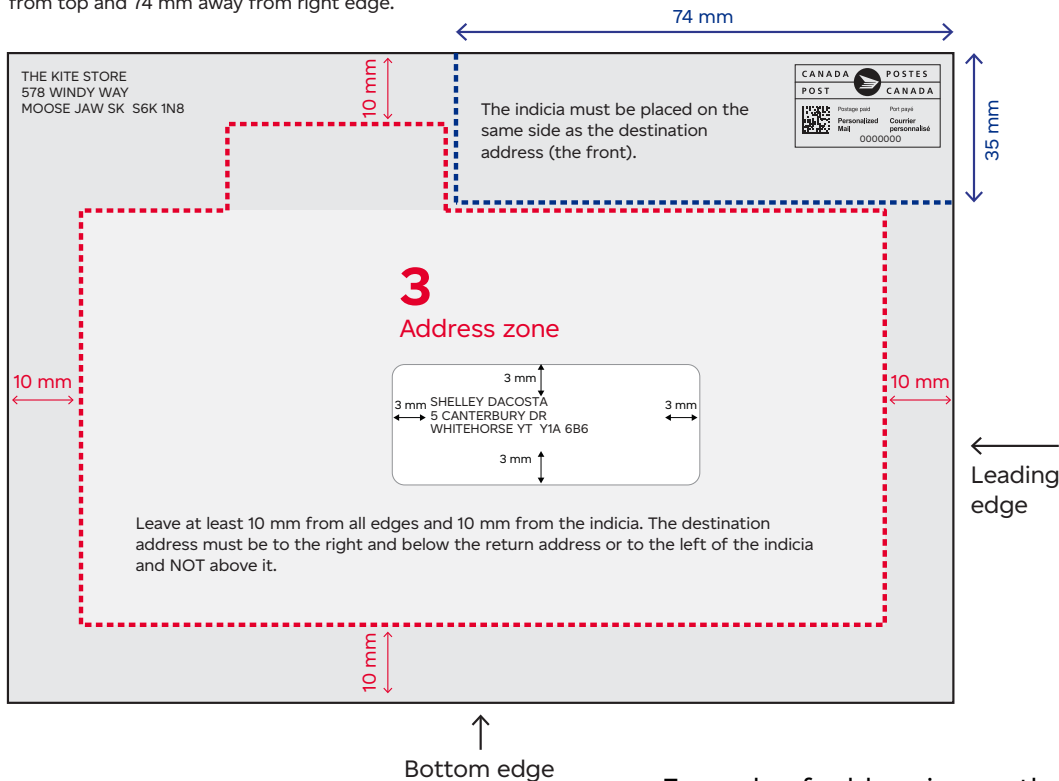 from top and 74 mm away from right edge.
74 mm
THE KITE STORE
578 WINDY WAY
MOOSE JAW SK  S6K 1N8
10 mm
The indicia must be placed on the
same side as the destination
address (the front).
CANADA POSTES
POST CANADA
Postage paid Port payé
Personalized Courrier
Mail personnalisé
0000000
35 mm
3
Address zone
10 mm
10 mm
3 mm
3 mm
SHELLEY DACOSTA
5 CANTERBURY DR
WHITEHORSE YT  Y1A 6B6
3 mm
3 mm
Leading
edge
Leave at least 10 mm from all edges and 10 mm from the indicia. The destination
address must be to the right and below the return address or to the left of the indicia
and NOT above it.
10 mm
Bottom edge